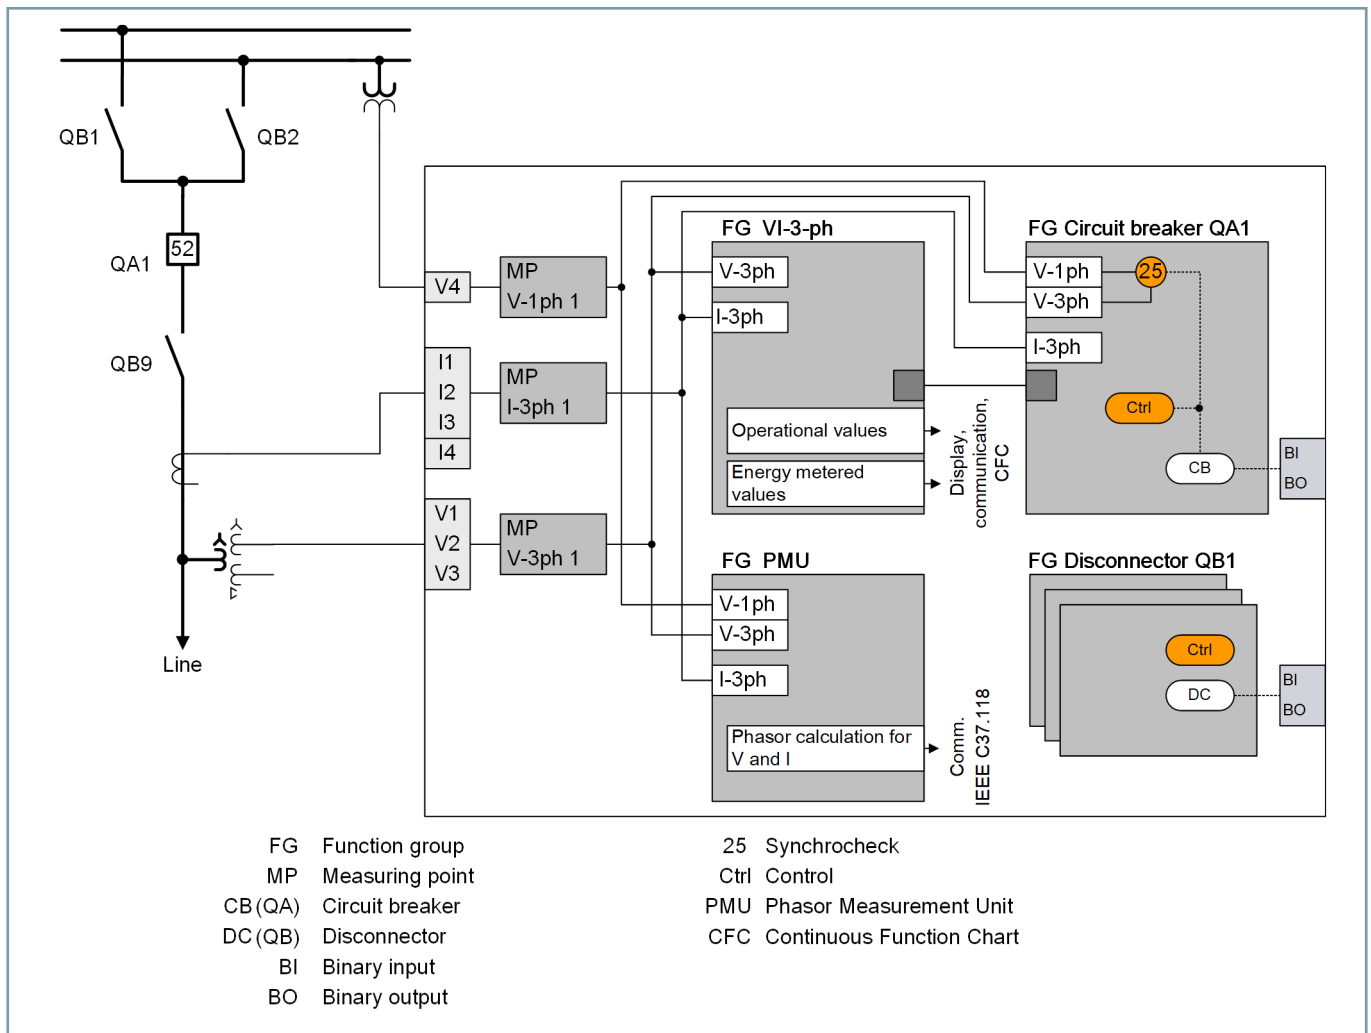 QB1
QB2
QA1
52
QB9
Line
V4
I1
I2
I3
I4
V1
V2
V3
MP
V-1ph 1
MP
I-3ph 1
MP
V-3ph 1
FG VI-3-ph
V-3ph
I-3ph
Operational values
Energy metered
values
Display,
communication,
CFC
FG Circuit breaker QA1
V-1ph
V-3ph
I-3ph
25
Ctrl
CB
BI
BO
FG PMU
V-1ph
V-3ph
I-3ph
Phasor calculation for
V and I
Comm.
IEEE C37.118
FG Disconnector QB1
Ctrl
DC
BI
BO
FG Function group
MP Measuring point
CB (QA) Circuit breaker
DC (QB) Disconnector
BI Binary input
BO Binary output
25 Synchrocheck
Ctrl Control
PMU Phasor Measurement Unit
CFC Continuous Function Chart